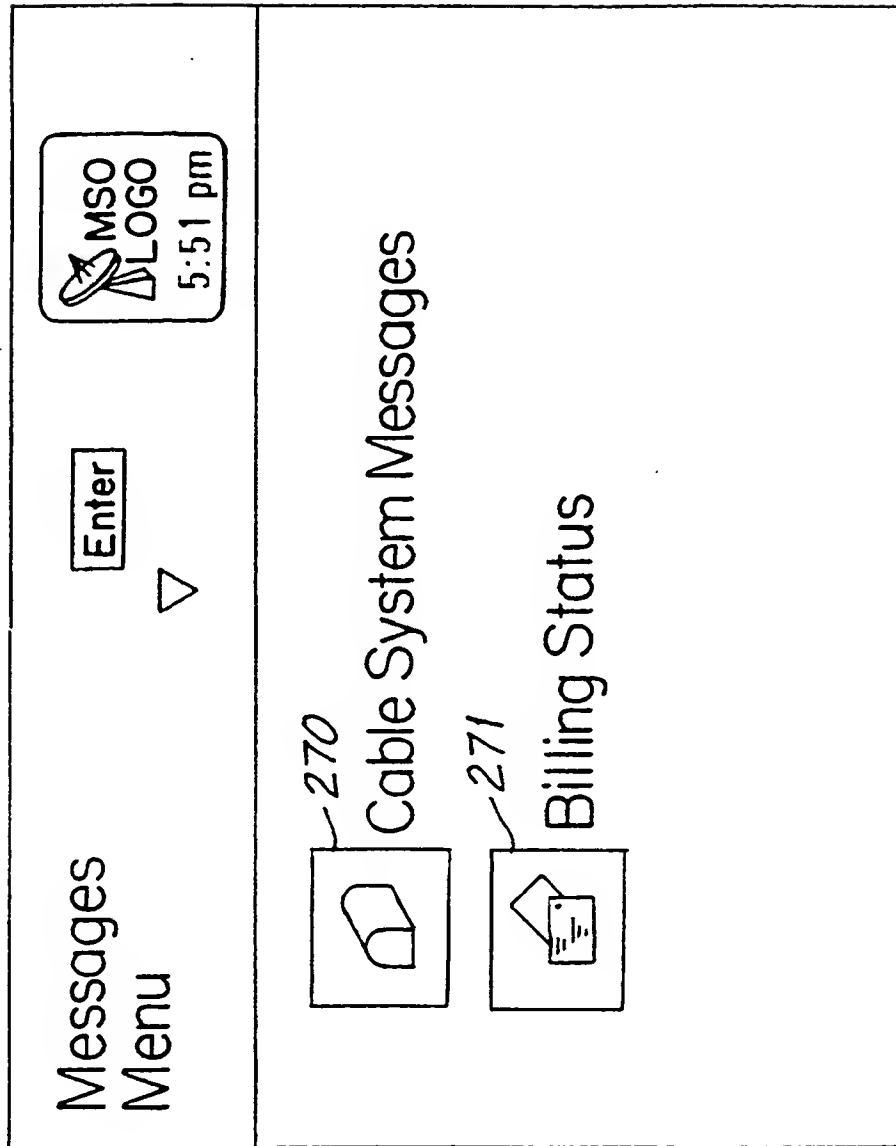 Messages
Menu
Enter
MSO
LOGO
5:51 pm
270
Cable System Messages
271
Billing Status